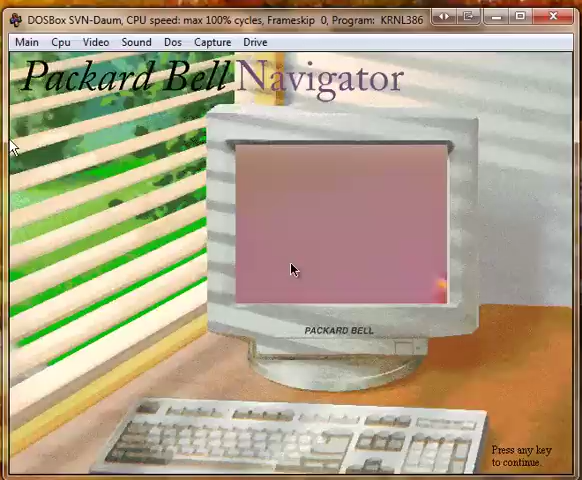 DOSBox SVN-Daum, CPU speed: max 100% cycles, Frameskip 0, Program: KRNL386
Main Cpu Video Sound Dos Capture Drive
Packard Bell Navigator
PACKARD BELL
Press any key
to continue.